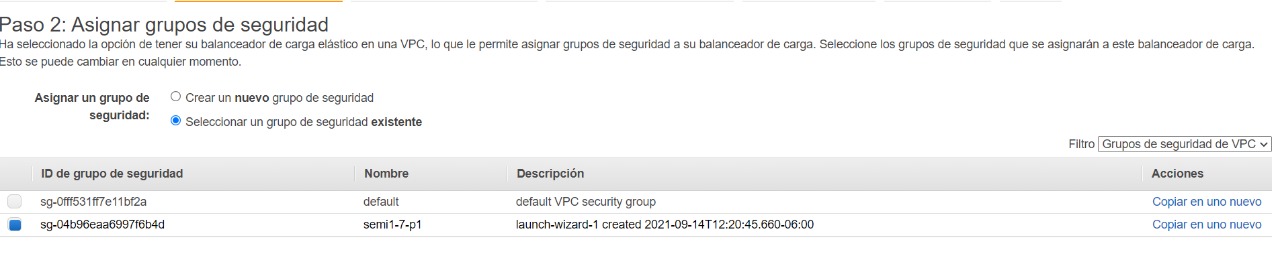 Paso 2: Asignar grupos de seguridad
Ha seleccionado la opción de tener su balanceador de carga elástico en una VPC, lo que le permite asignar grupos de seguridad a su balanceador de carga. Seleccione los grupos de seguridad que se asignarán a este balanceador de carga.
Esto se puede cambiar en cualquier momento.
Asignar un grupo de seguridad:
Crear un nuevo grupo de seguridad
Seleccionar un grupo de seguridad existente
Filtro Grupos de seguridad de VPC
ID de grupo de seguridad Nombre Descripción Acciones
sg-0fff531ff7e11bf2a default default VPC security group Copiar en uno nuevo
sg-04b96eaa6997f6b4d semi1-7-p1 launch-wizard-1 created 2021-09-14T12:20:45.660-06:00 Copiar en uno nuevo